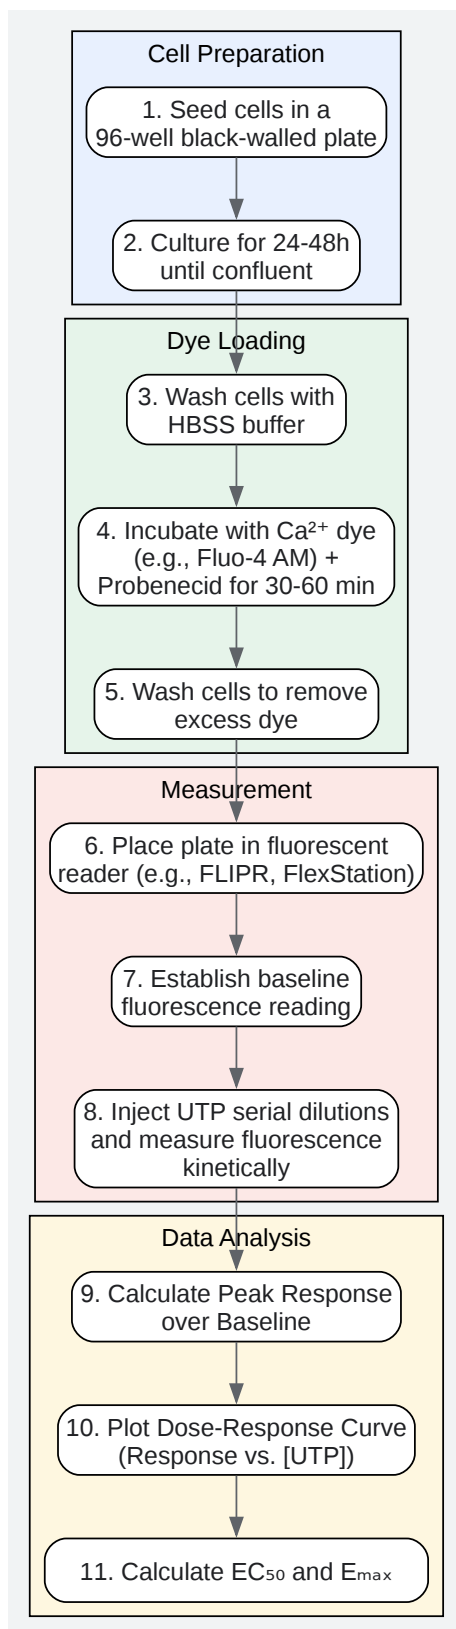 Cell Preparation
1. Seed cells in a
96-well black-walled plate
2. Culture for 24-48h
until confluent
Dye Loading
3. Wash cells with
HBSS buffer
4. Incubate with Ca²⁺ dye
(e.g., Fluo-4 AM) +
Probenecid for 30-60 min
5. Wash cells to remove
excess dye
Measurement
6. Place plate in fluorescent
reader (e.g., FLIPR, FlexStation)
7. Establish baseline
fluorescence reading
8. Inject UTP serial dilutions
and measure fluorescence
kinetically
Data Analysis
9. Calculate Peak Response
over Baseline
10. Plot Dose-Response Curve
(Response vs. [UTP])
11. Calculate EC₅₀ and Eₘₐₓ